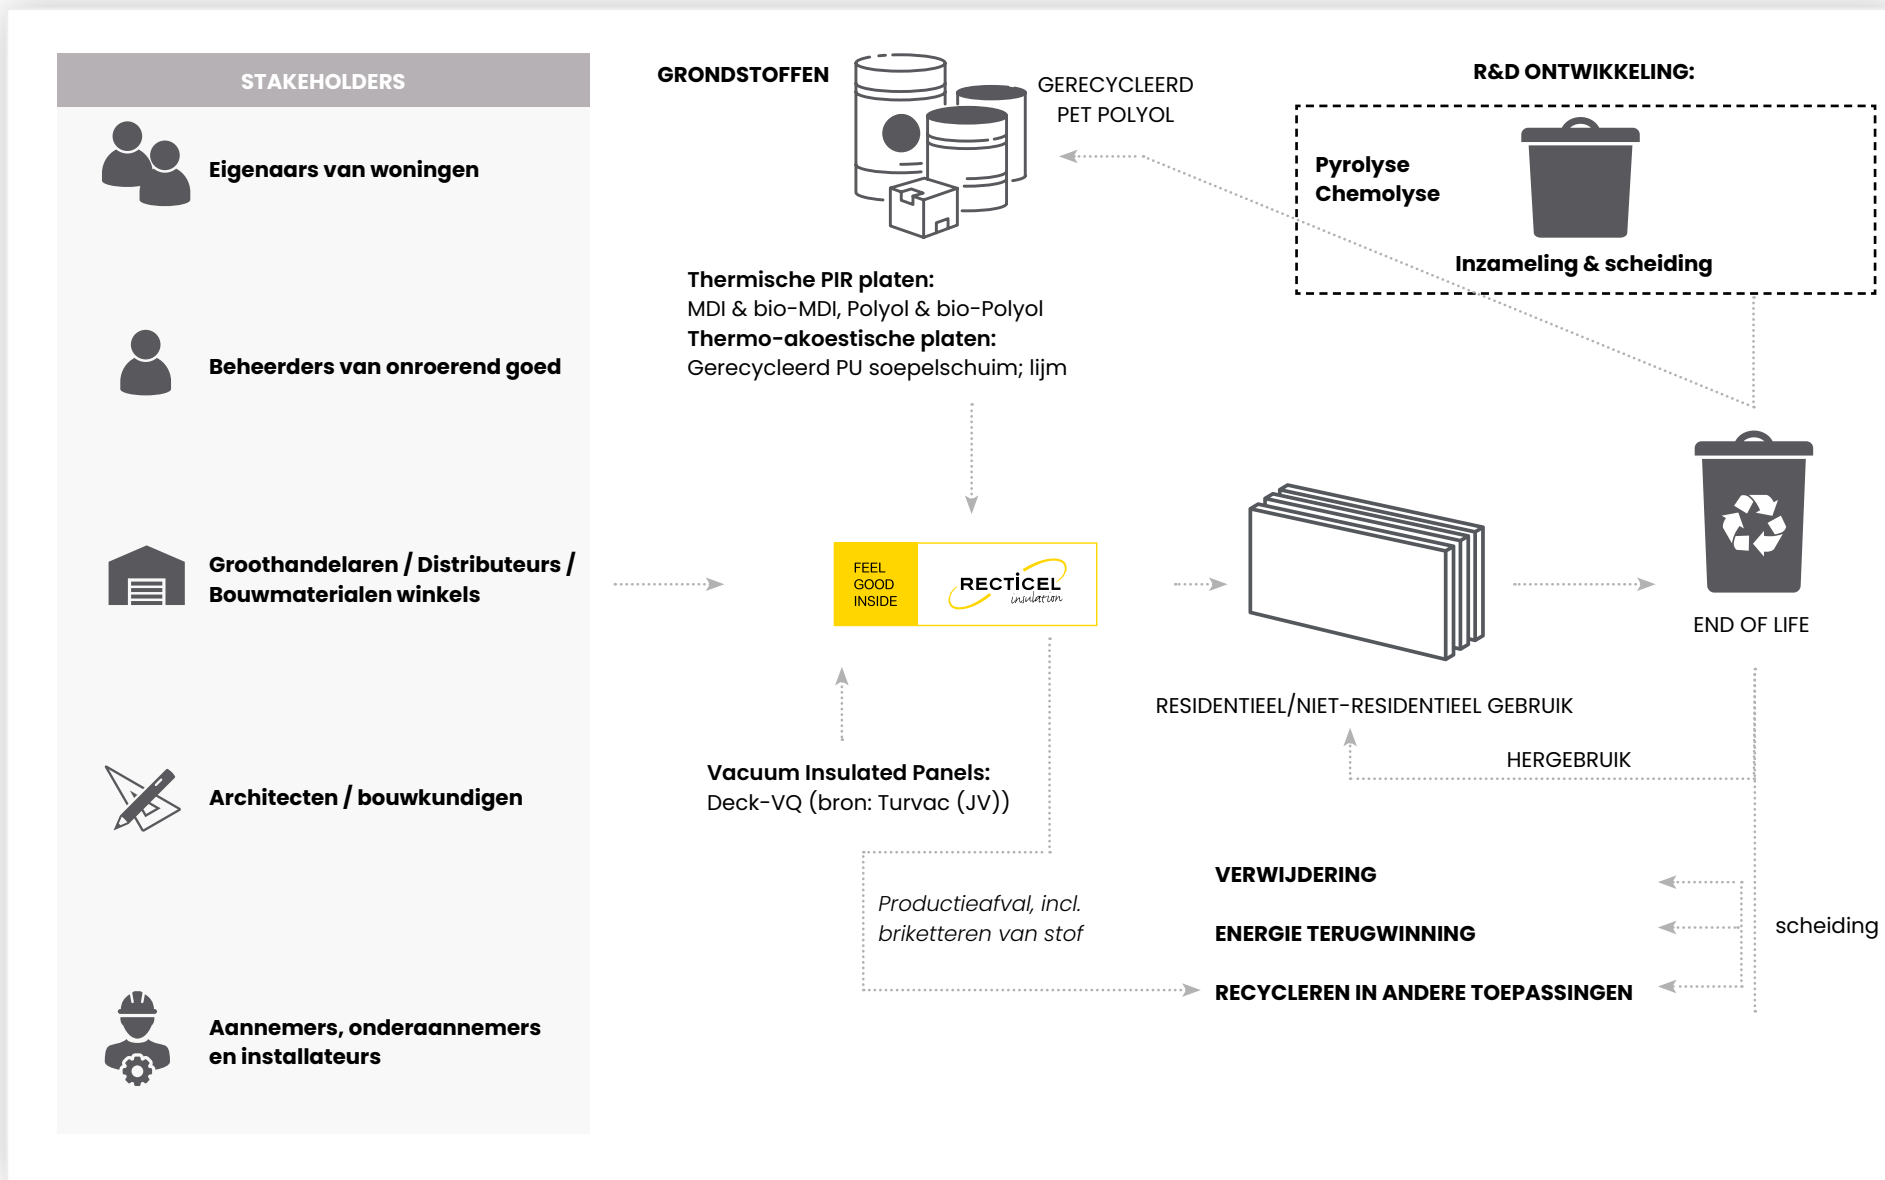 STAKEHOLDERS
Eigenaars van woningen
Beheerders van onroerend goed
Groothandelaren / Distributeurs /
Bouwmaterialen winkels
Architecten / bouwkundigen
Aannemers, onderaannemers
en installateurs
GRONDSTOFFEN
GERECYCLEERD
PET POLYOL
Thermische PIR platen:
MDI & bio-MDI, Polyol & bio-Polyol
Thermo-akoestische platen:
Gerecycleerd PU soepelschuim; lijm
R&D ONTWIKKELING:
Pyrolyse
Chemolyse
Inzameling & scheiding
FEEL
GOOD
INSIDE
RECTICEL
insulation
END OF LIFE
RESIDENTIEEL/NIET-RESIDENTIEEL GEBRUIK
HERGEBRUIK
Vacuum Insulated Panels:
Deck-VQ (bron: Turvac (JV))
Productieafval, incl.
briketteren van stof
VERWIJDERING
ENERGIE TERUGWINNING
RECYCLEREN IN ANDERE TOEPASSINGEN
scheiding